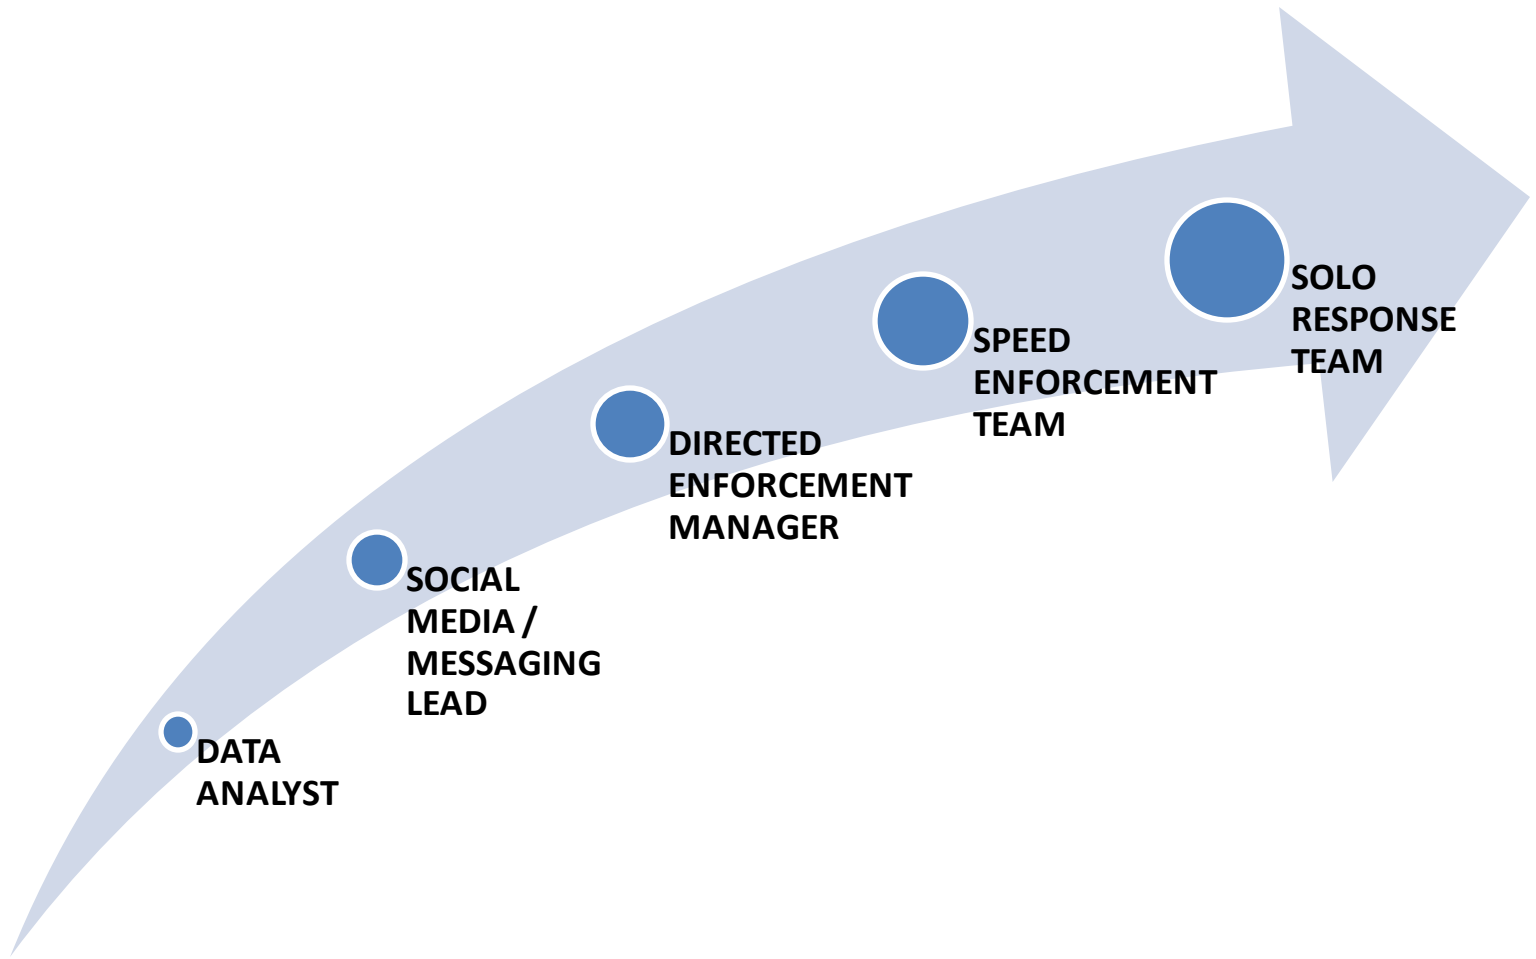 DATA
ANALYST
SOCIAL
MEDIA /
MESSAGING
LEAD
DIRECTED
ENFORCEMENT
MANAGER
SPEED
ENFORCEMENT
TEAM
SOLO
RESPONSE
TEAM